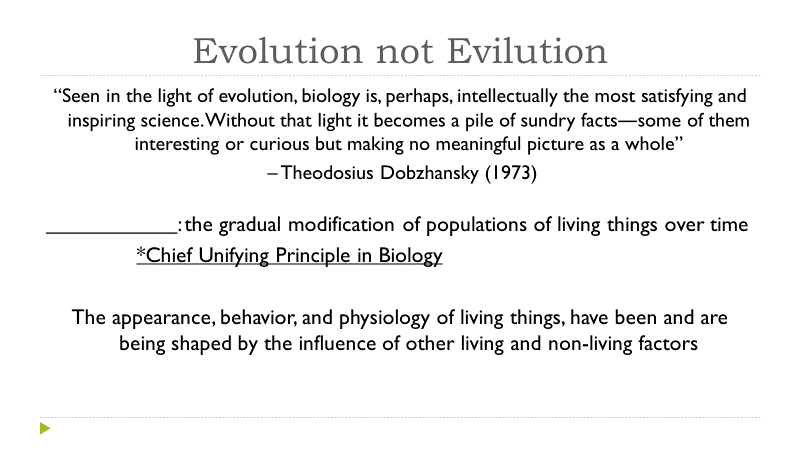 Evolution not Evilution
“Seen in the light of evolution, biology is, perhaps, intellectually the most satisfying and
inspiring science. Without that light it becomes a pile of sundry facts—some of them
interesting or curious but making no meaningful picture as a whole”
– Theodosius Dobzhansky (1973)
____________: the gradual modification of populations of living things over time
*Chief Unifying Principle in Biology
The appearance, behavior, and physiology of living things, have been and are
being shaped by the influence of other living and non-living factors